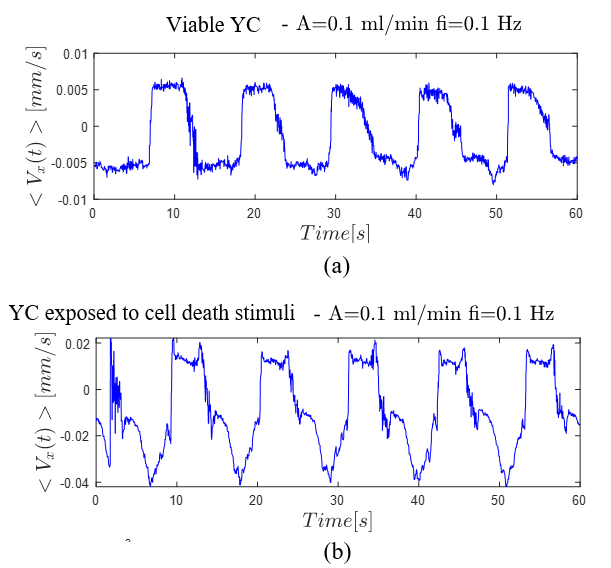 Viable YC - A=0.1 ml/min fi=0.1 Hz
0.01
0.005
0
-0.005
-0.01
< Vx(t) > [mm/s]
0 10 20 30 40 50 60
Time[s]
(a)
YC exposed to cell death stimuli - A=0.1 ml/min fi=0.1 Hz
0.02
0
-0.02
-0.04
< Vx(t) > [mm/s]
0 10 20 30 40 50 60
Time[s]
(b)